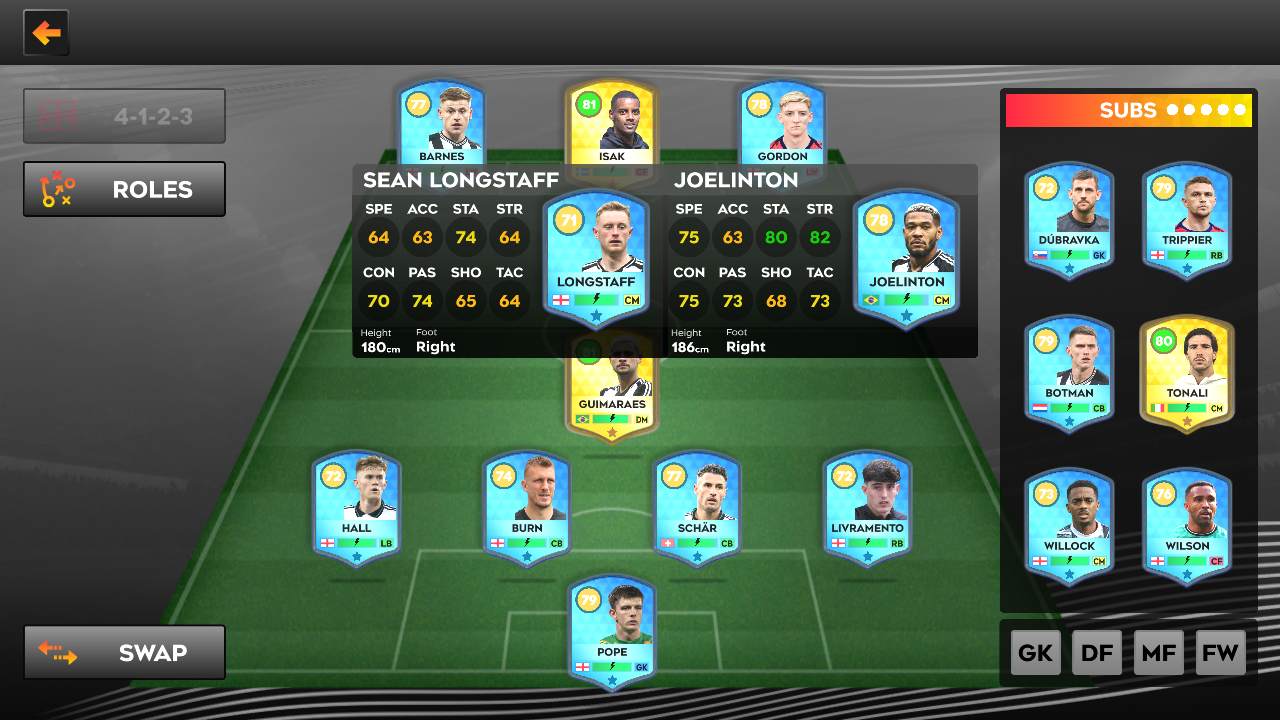 4-1-2-3
ROLES
77
BARNES
81
ISAK
CF
78
GORDON
LW
SEAN LONGSTAFF
SPE ACC STA STR
64 63 74 64
CON PAS SHO TAC
70 74 65 64
Height Foot
180cm Right
71
LONGSTAFF
CM
JOELINTON
SPE ACC STA STR
75 63 80 82
CON PAS SHO TAC
75 73 68 73
Height Foot
186cm Right
78
JOELINTON
CM
81
GUIMARAES
DM
72
HALL
LB
74
BURN
CB
77
SCHÄR
CB
72
LIVRAMENTO
RB
79
POPE
GK
SUBS
72
DÚBRAVKA
GK
79
TRIPPIER
RB
79
BOTMAN
CB
80
TONALI
CM
73
WILLOCK
CM
76
WILSON
CF
SWAP
GK DF MF FW